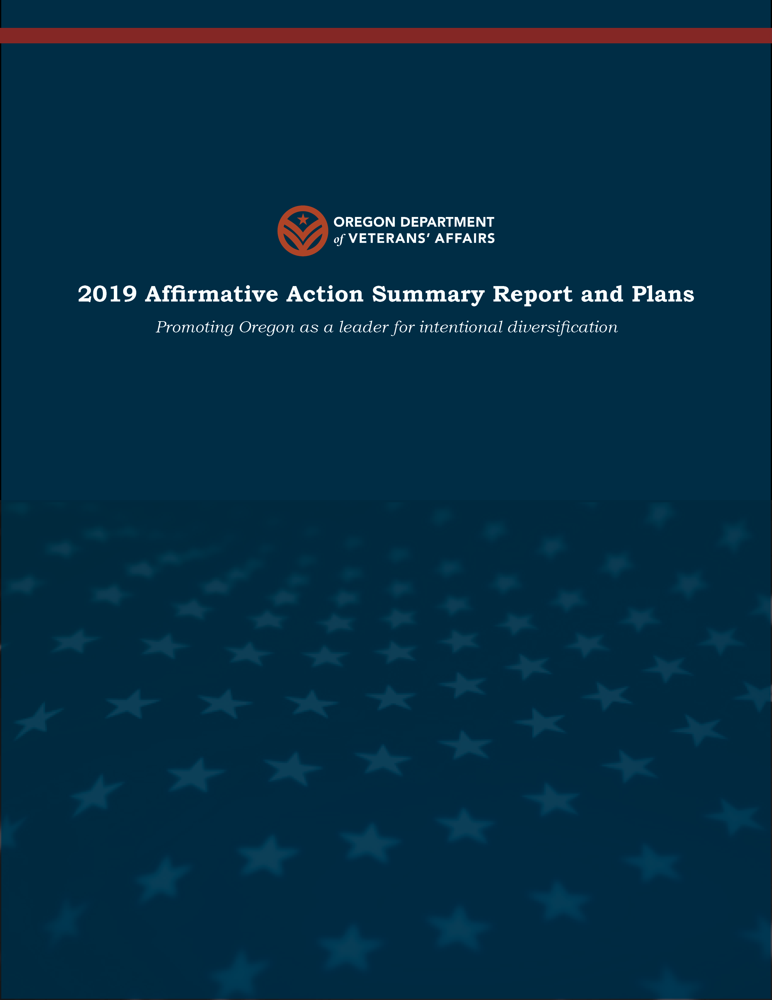 OREGON DEPARTMENT
of VETERANS’ AFFAIRS
2019 Affirmative Action Summary Report and Plans
Promoting Oregon as a leader for intentional diversification